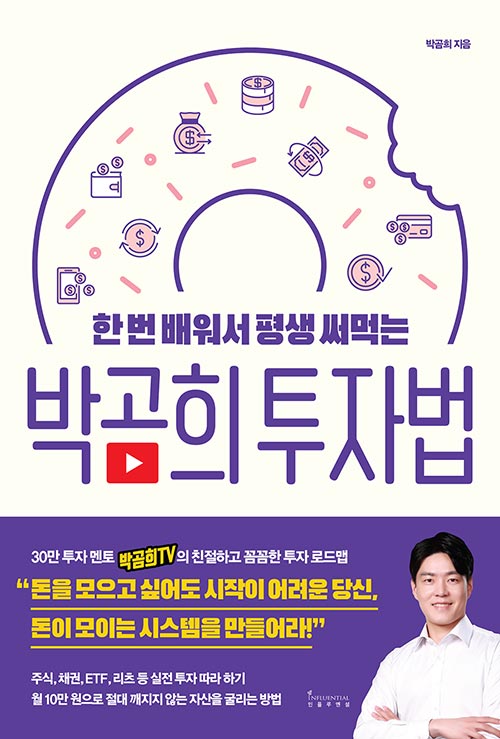 박곰희 지음
한 번 배워서 평생 써먹는
박곰희 투자법
30만 투자 멘토 박곰희TV의 친절하고 꼼꼼한 투자 로드맵
“돈을 모으고 싶어도 시작이 어려운 당신,
돈이 모이는 시스템을 만들어라!”
주식, 채권, ETF, 리츠 등 실전 투자 따라 하기
월 10만 원으로 절대 깨지지 않는 자산을 굴리는 방법
INFLUENTIAL
인플루엔셜